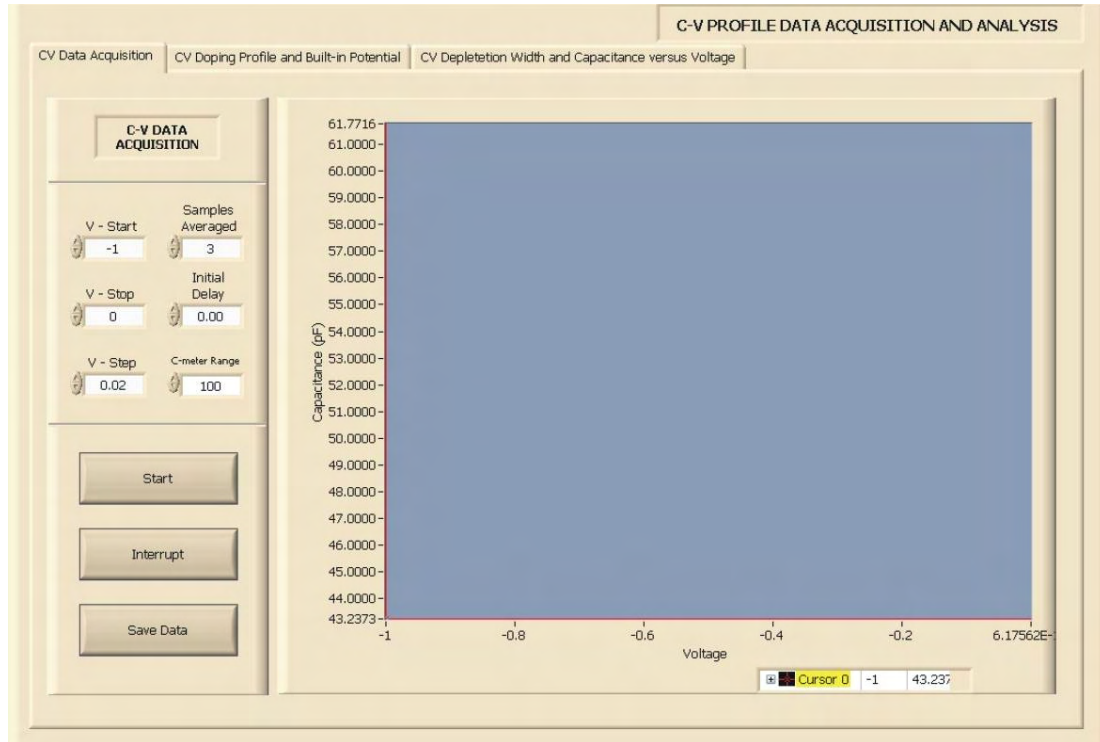 C-V PROFILE DATA ACQUISITION AND ANALYSIS
CV Data Acquisition
CV Doping Profile and Built-in Potential
CV Depletetion Width and Capacitance versus Voltage
C-V DATA
ACQUISITION
V - Start
-1
Samples
Averaged
3
V - Stop
0
Initial
Delay
0.00
V - Step
0.02
C-meter Range
100
Start
Interrupt
Save Data
Capacitance (pF)
61.7716
61.0000
60.0000
59.0000
58.0000
57.0000
56.0000
55.0000
54.0000
53.0000
52.0000
51.0000
50.0000
49.0000
48.0000
47.0000
46.0000
45.0000
44.0000
43.2373
-1
-0.8
-0.6
-0.4
-0.2
6.17562E-
Voltage
Cursor 0
-1
43.237